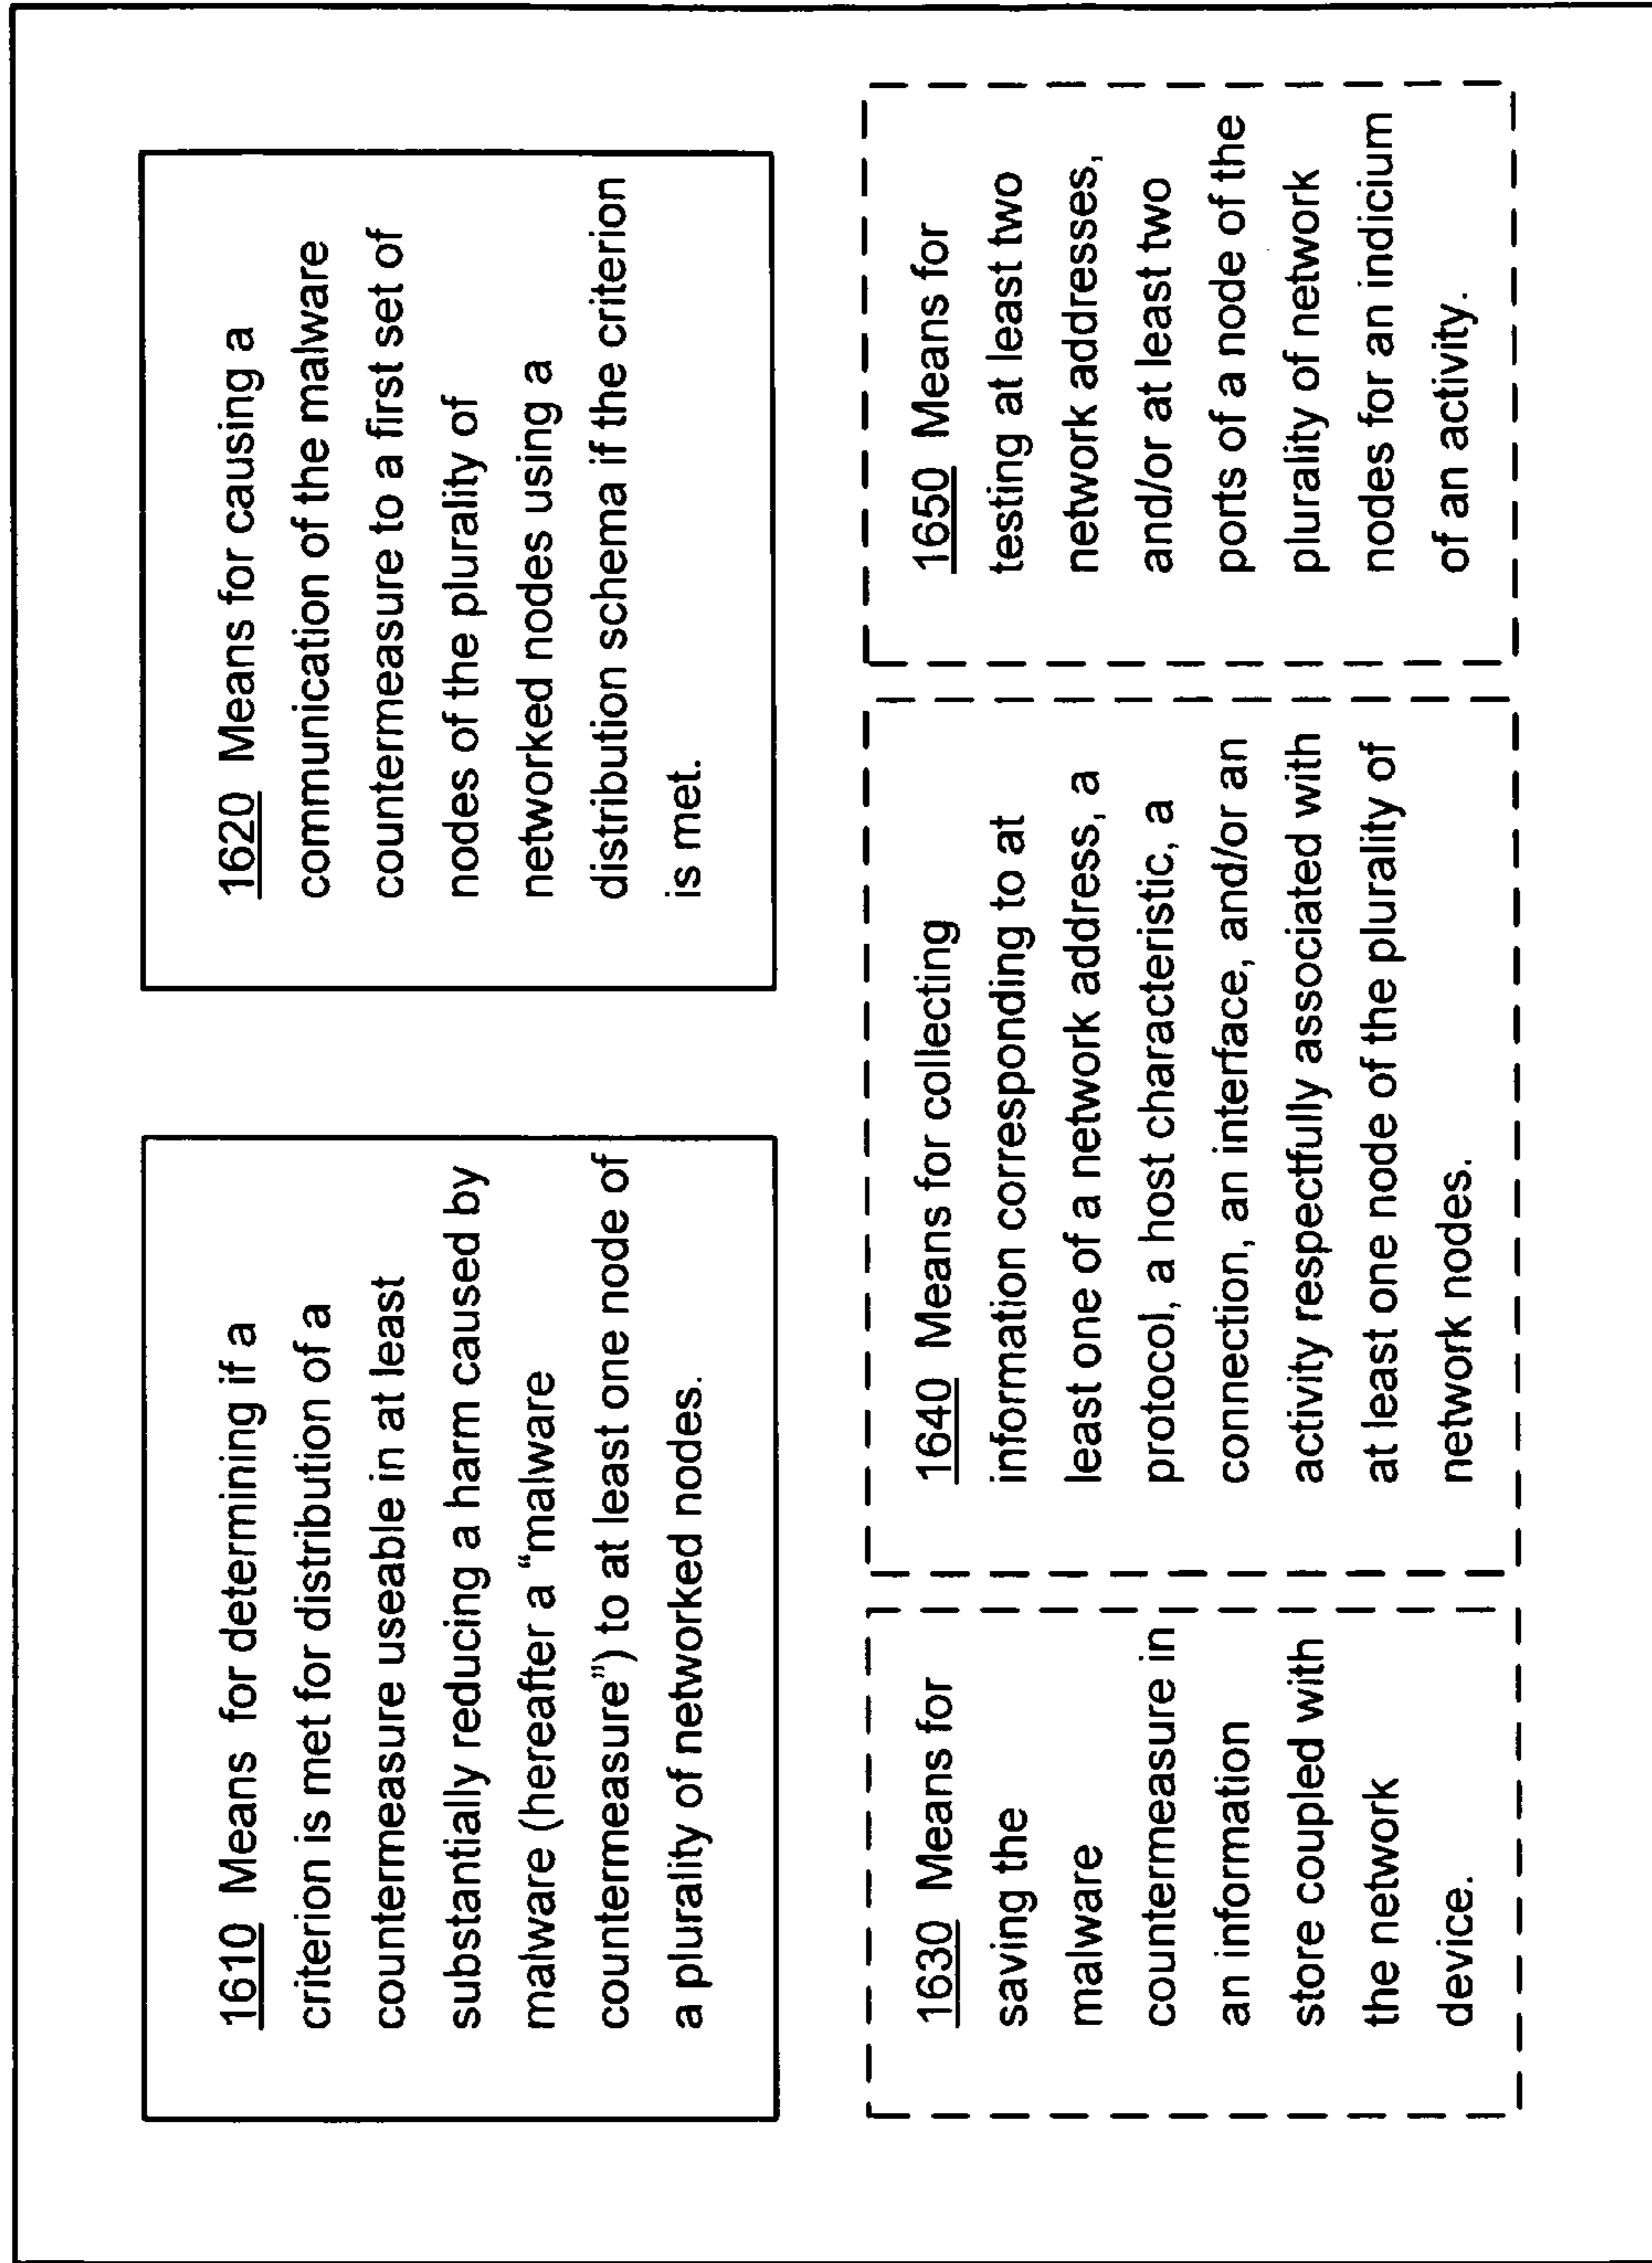 1610 Means for determining if a
criterion is met for distribution of a
countermeasure useable in at least
substantially reducing a harm caused by
malware (hereafter a “malware
countermeasure”) to at least one node of
a plurality of networked nodes.
1620 Means for causing a
communication of the malware
countermeasure to a first set of
nodes of the plurality of
networked nodes using a
distribution schema if the criterion
is met.
1630 Means for
saving the
malware
countermeasure in
an information
store coupled with
the network
device.
1640 Means for collecting
information corresponding to at
least one of a network address, a
protocol, a host characteristic, a
connection, an interface, and/or an
activity respectfully associated with
at least one node of the plurality of
network nodes.
1650 Means for
testing at least two
network addresses,
and/or at least two
ports of a node of the
plurality of network
nodes for an indicium
of an activity.